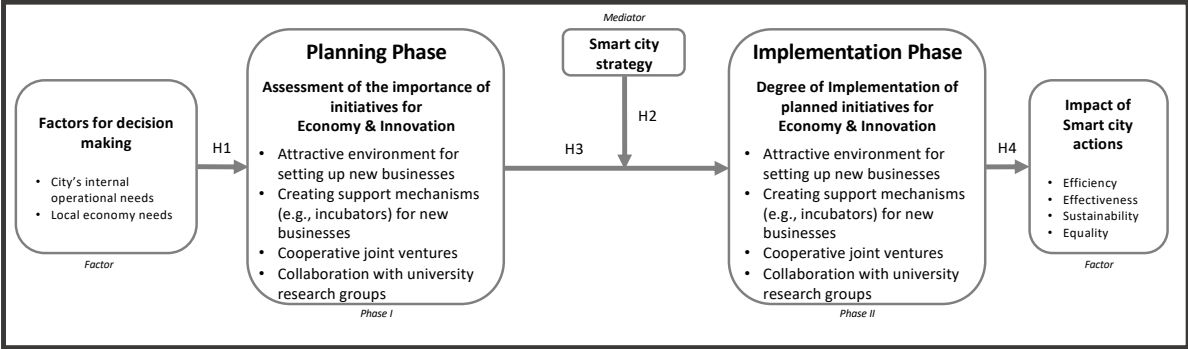 Factors for decision
making
• City's internal
operational needs
• Local economy needs
Factor
H1
Planning Phase
Assessment of the importance of
initiatives for
Economy & Innovation
• Attractive environment for
setting up new businesses
• Creating support mechanisms
(e.g., incubators) for new
businesses
• Cooperative joint ventures
• Collaboration with university
research groups
Phase I
H3
Mediator
Smart city
strategy
H2
Implementation Phase
Degree of Implementation of
planned initiatives for
Economy & Innovation
• Attractive environment for
setting up new businesses
• Creating support mechanisms
(e.g., incubators) for new
businesses
• Cooperative joint ventures
• Collaboration with university
research groups
Phase II
H4
Impact of
Smart city
actions
• Efficiency
• Effectiveness
• Sustainability
• Equality
Factor